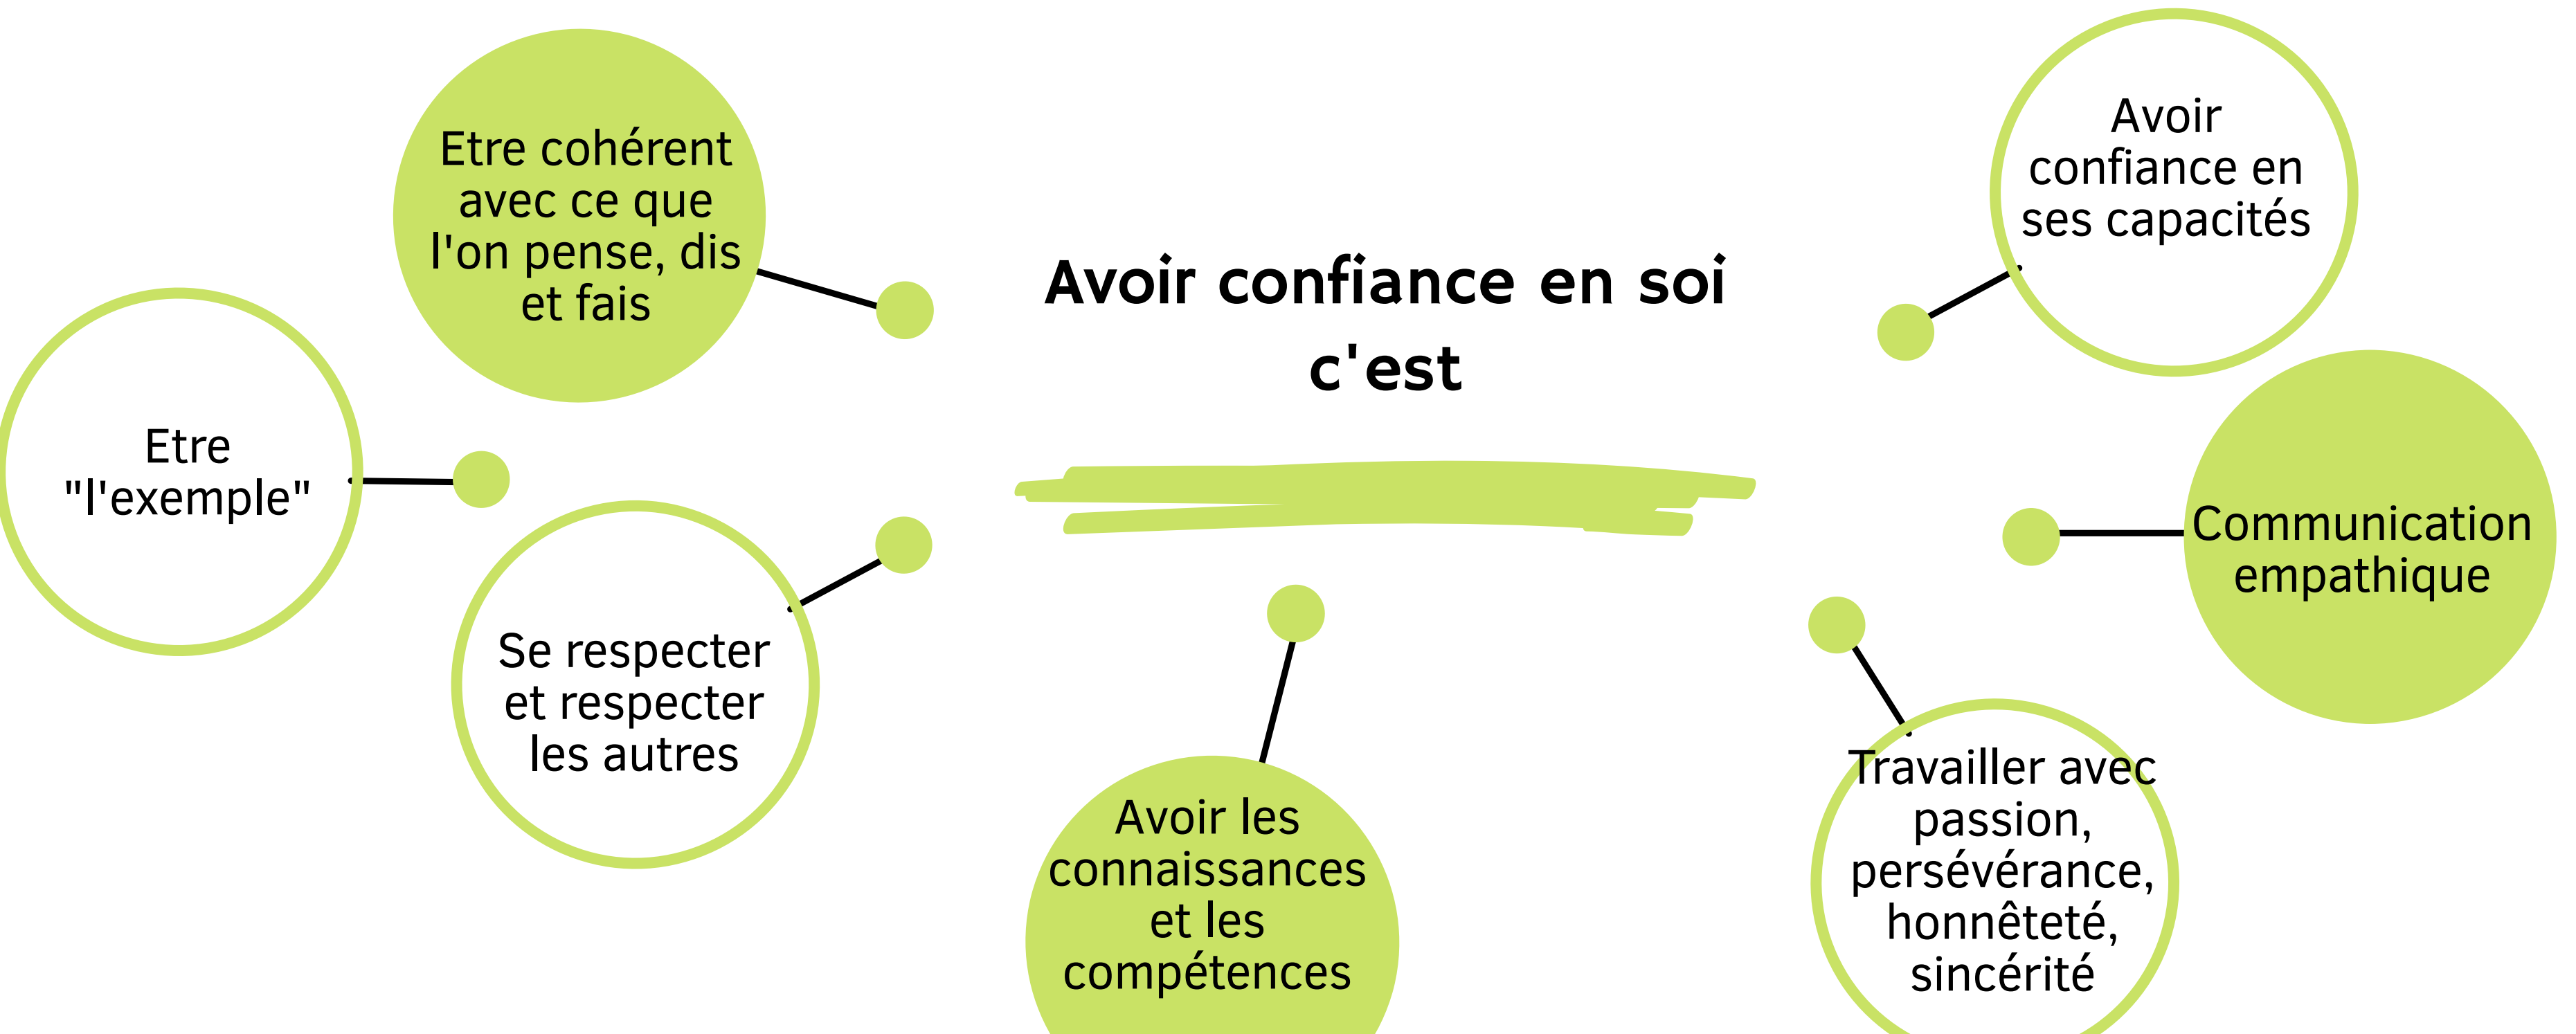 Avoir confiance en soi
c'est
Etre cohérent
avec ce que
l'on pense, dis
et fais
Etre
"l'exemple"
Se respecter
et respecter
les autres
Avoir les
connaissances
et les
compétences
Travailler avec
passion,
persévérance,
honnêteté,
sincérité
Communication
empathique
Avoir
confiance en
ses capacités